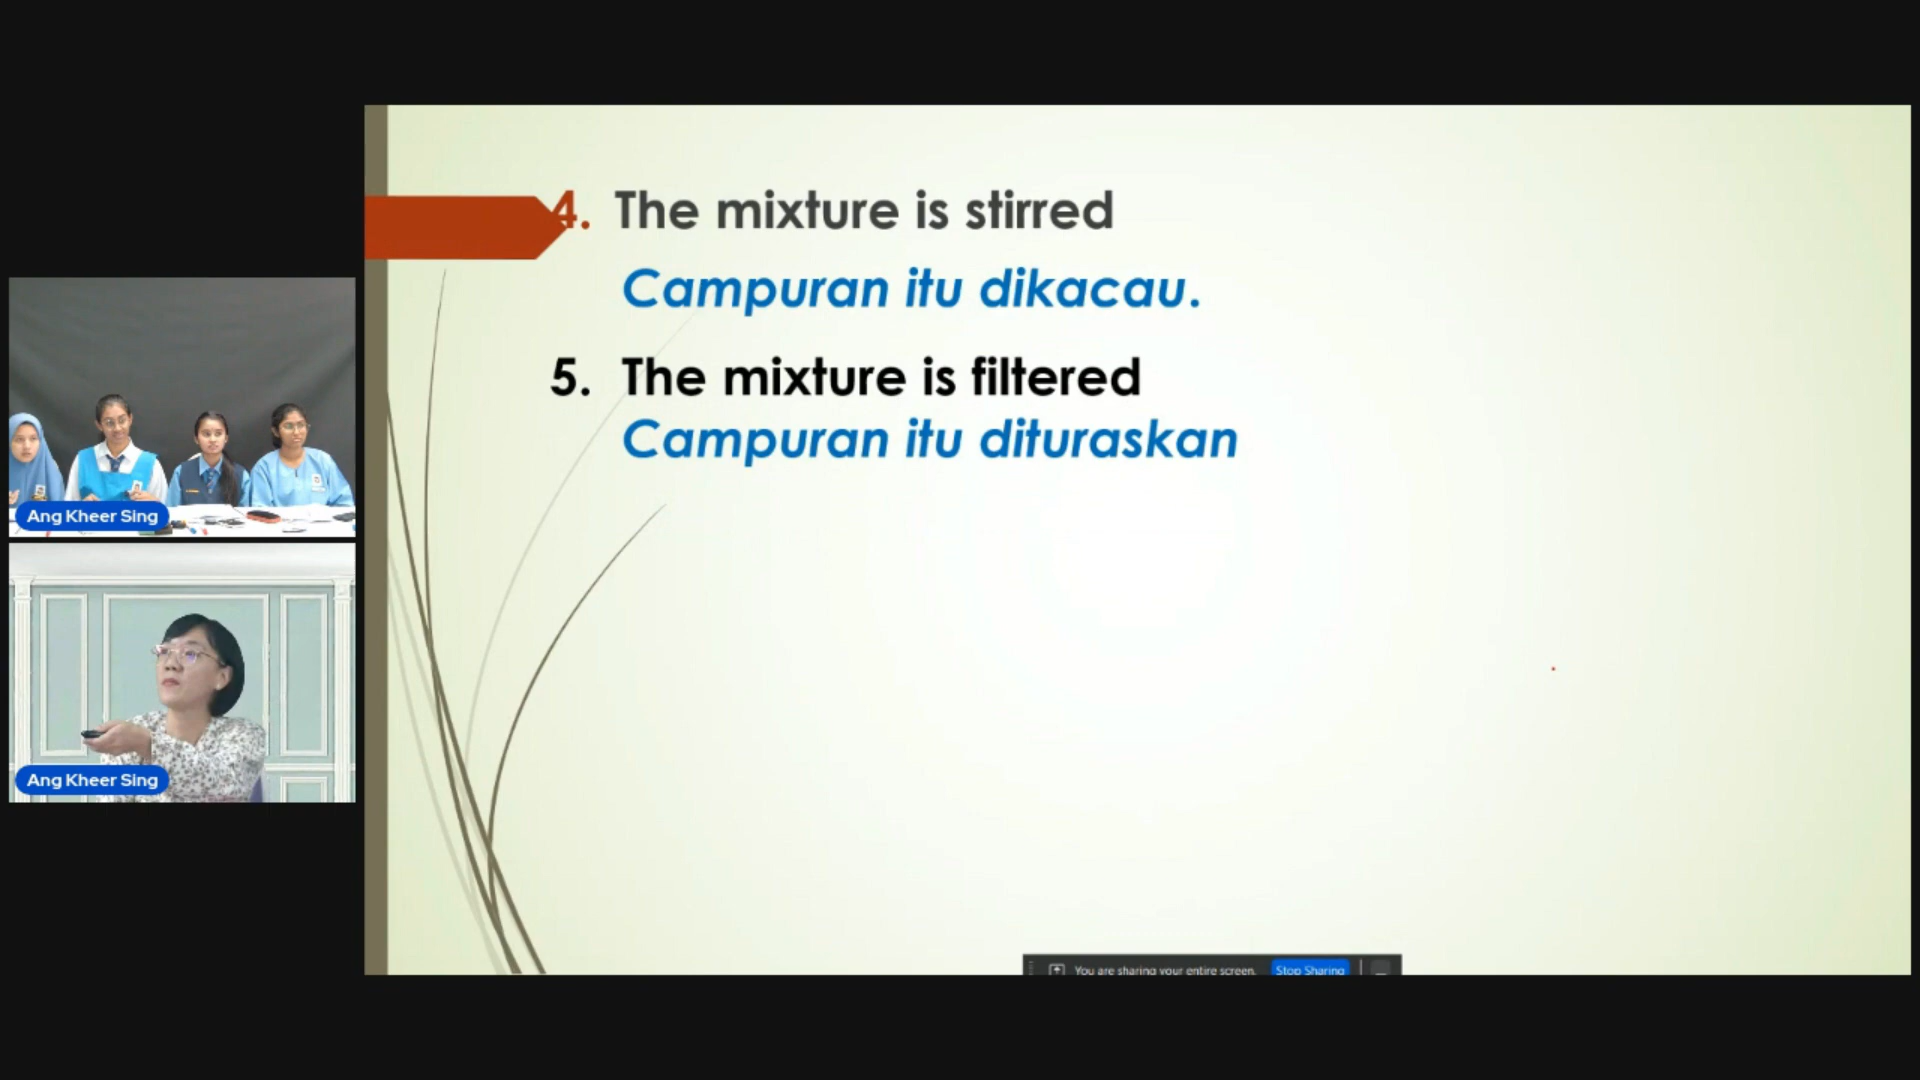 4. The mixture is stirred
Campuran itu dikacau.
5. The mixture is filtered
Campuran itu dituraskan
Ang Kheer Sing
Ang Kheer Sing
You are sharing your entire screen.
Stop Sharing